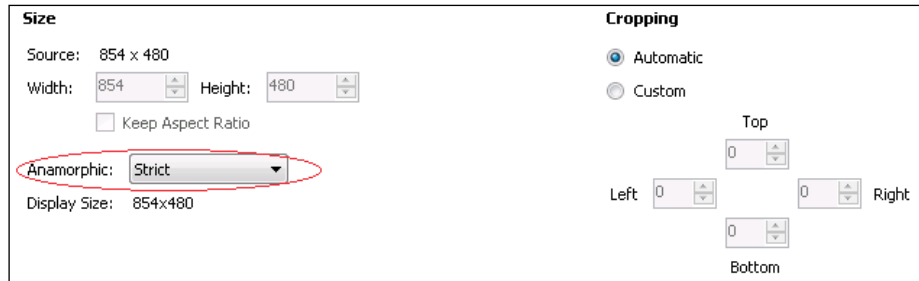 Size
Source: 854 x 480
Width: 854 Height: 480
Keep Aspect Ratio
Anamorphic: Strict
Display Size: 854x480
Cropping
Automatic
Custom
Top
0
Left 0 0 Right
0
Bottom